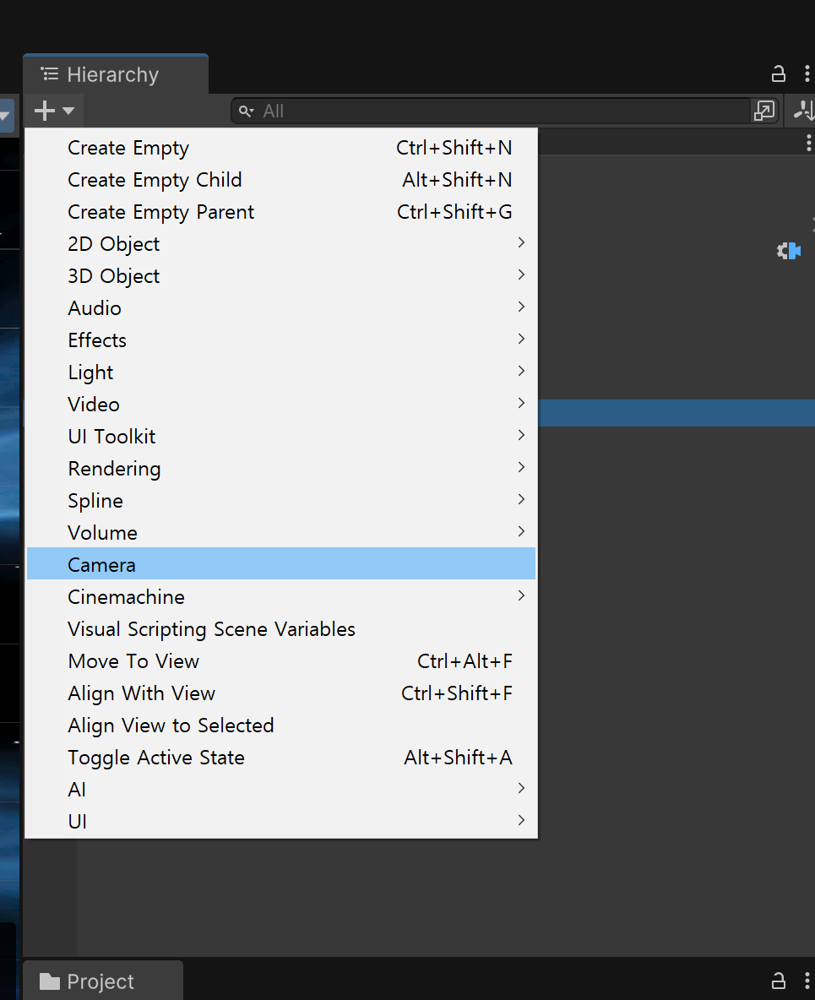 Hierarchy
All
Create Empty Ctrl+Shift+N
Create Empty Child Alt+Shift+N
Create Empty Parent Ctrl+Shift+G
2D Object
3D Object
Audio
Effects
Light
Video
UI Toolkit
Rendering
Spline
Volume
Camera
Cinemachine
Visual Scripting Scene Variables
Move To View Ctrl+Alt+F
Align With View Ctrl+Shift+F
Align View to Selected
Toggle Active State Alt+Shift+A
AI
UI
Project